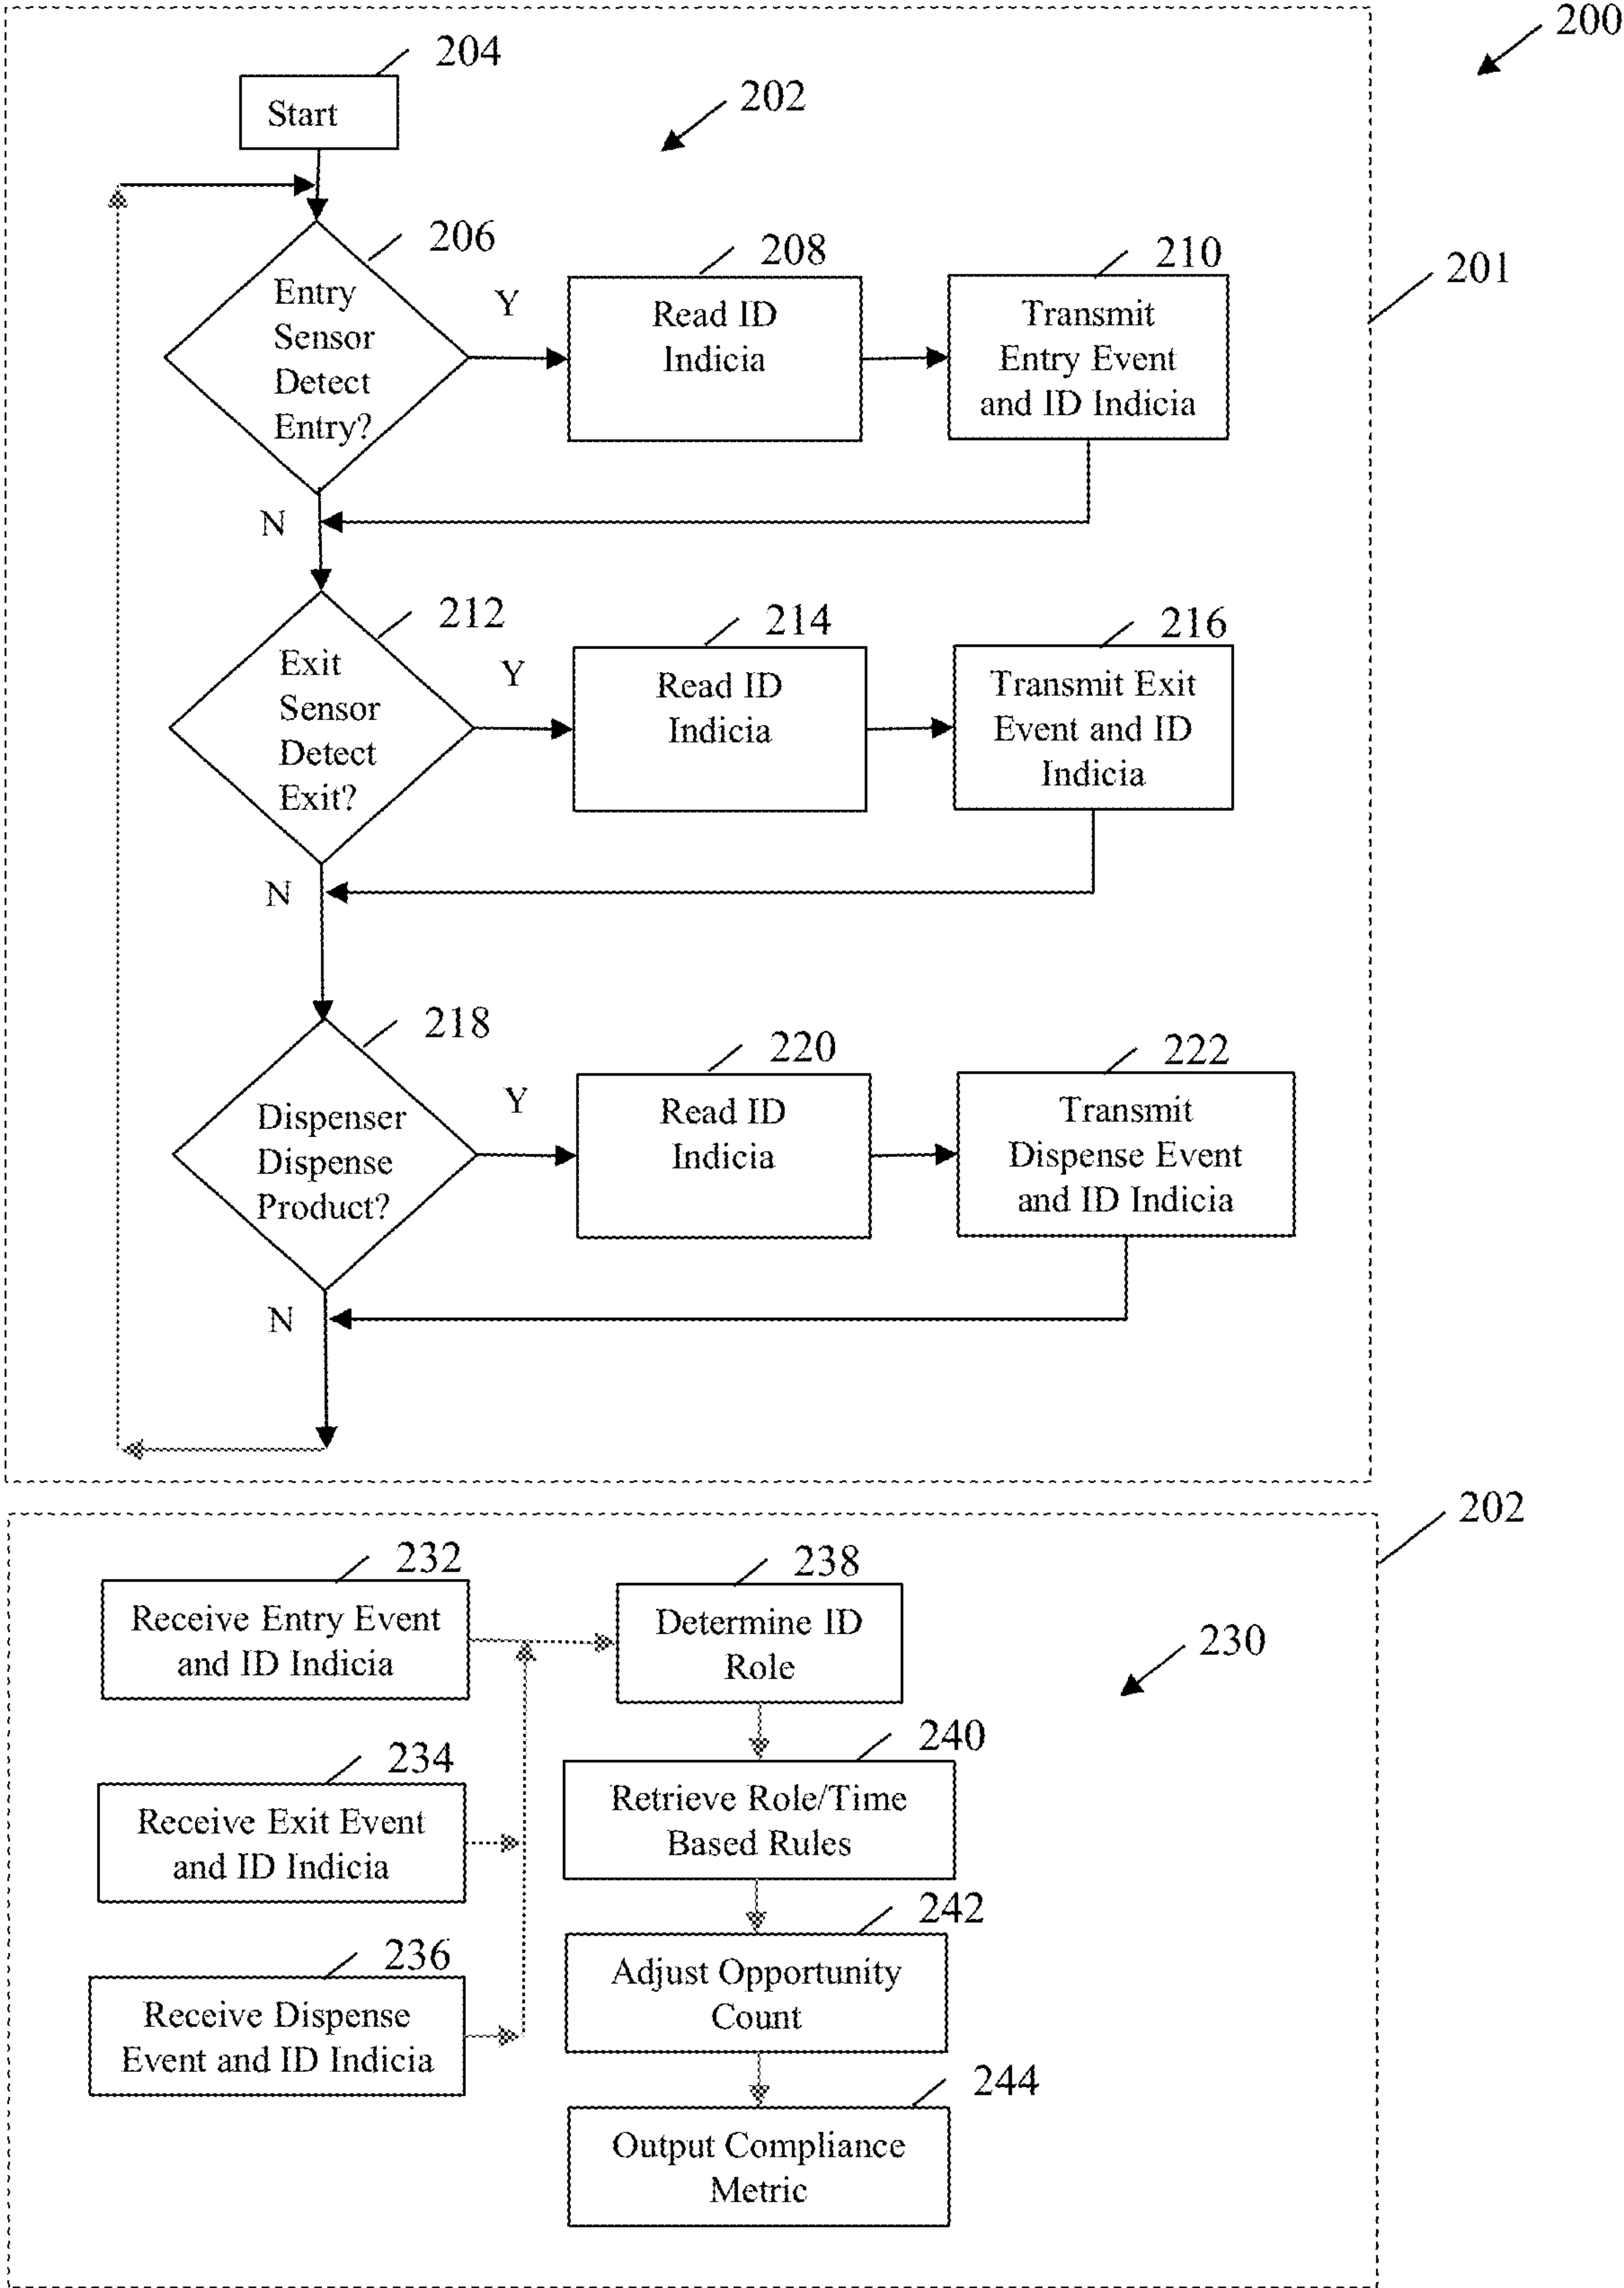 200
204
Start
202
206
Entry
Sensor
Detect
Entry?
Y
208
Read ID
Indicia
210
Transmit
Entry Event
and ID Indicia
201
N
212
Exit
Sensor
Detect
Exit?
Y
214
Read ID
Indicia
216
Transmit Exit
Event and ID
Indicia
N
218
Dispenser
Dispense
Product?
Y
220
Read ID
Indicia
222
Transmit
Dispense Event
and ID Indicia
N
202
232
Receive Entry Event
and ID Indicia
238
Determine ID
Role
230
234
Receive Exit Event
and ID Indicia
240
Retrieve Role/Time
Based Rules
236
Receive Dispense
Event and ID Indicia
242
Adjust Opportunity
Count
244
Output Compliance
Metric